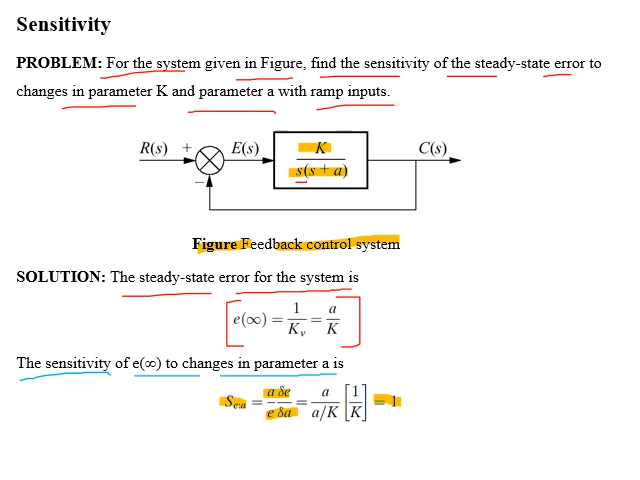 Sensitivity
PROBLEM: For the system given in Figure, find the sensitivity of the steady-state error to
changes in parameter K and parameter a with ramp inputs.
R(s) + E(s) K C(s)
s(s + a)
−
Figure Feedback control system
SOLUTION: The steady-state error for the system is
e(∞) = 1/Kᵥ = a/K
The sensitivity of e(∞) to changes in parameter a is
Se:a = a δe / e δa = a / a/K [1/K] = 1